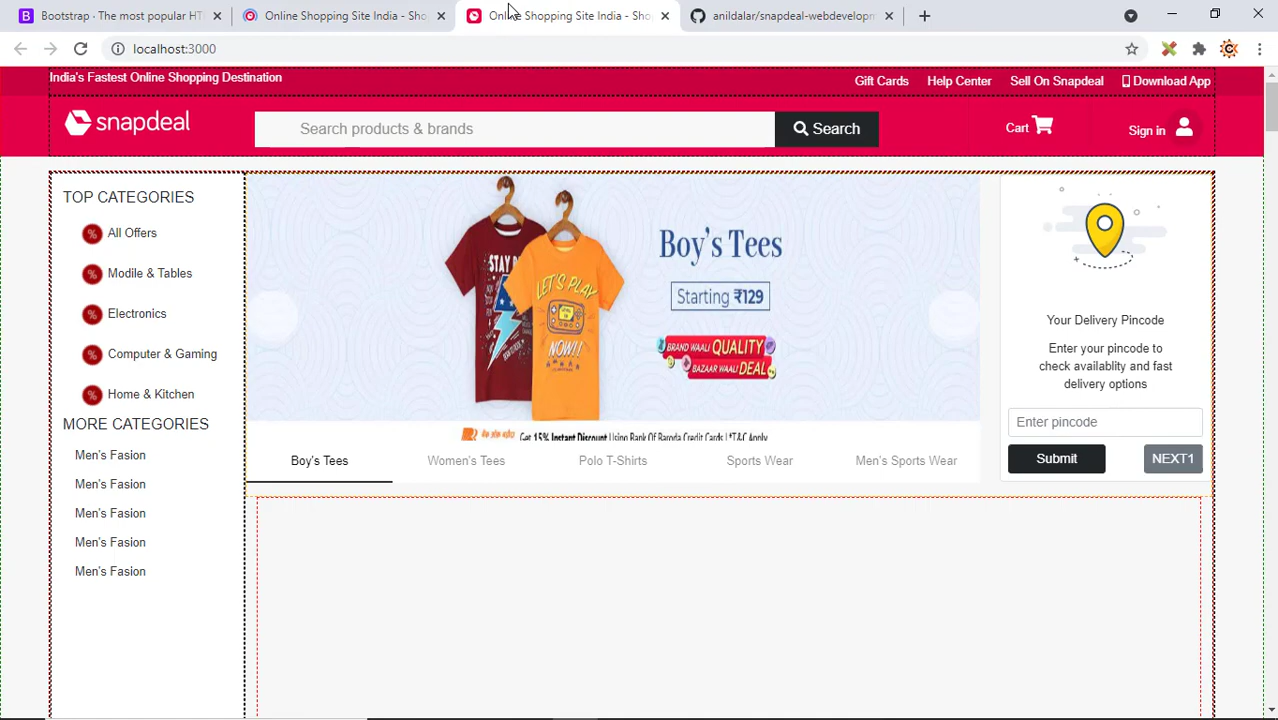 Bootstrap · The most popular HT
Online Shopping Site India - Sho
Online Shopping Site India - Sho
anildalar/snapdeal-webdevelopm
localhost:3000
India's Fastest Online Shopping Destination
Gift Cards
Help Center
Sell On Snapdeal
Download App
snapdeal
Search products & brands
Search
Cart
Sign in
TOP CATEGORIES
All Offers
Modile & Tables
Electronics
Computer & Gaming
Home & Kitchen
MORE CATEGORIES
Men's Fasion
Men's Fasion
Men's Fasion
Men's Fasion
Men's Fasion
LET'S PLAY
NOW!!
Boy's Tees
Starting ₹129
BRAND WAALI QUALITY
BAZAAR WAALI DEAL
Get 15% Instant Discount Using Bank Of Baroda Credit Cards | *T&C Apply
Boy's Tees
Women's Tees
Polo T-Shirts
Sports Wear
Men's Sports Wear
Your Delivery Pincode
Enter your pincode to
check availablity and fast
delivery options
Enter pincode
Submit
NEXT1